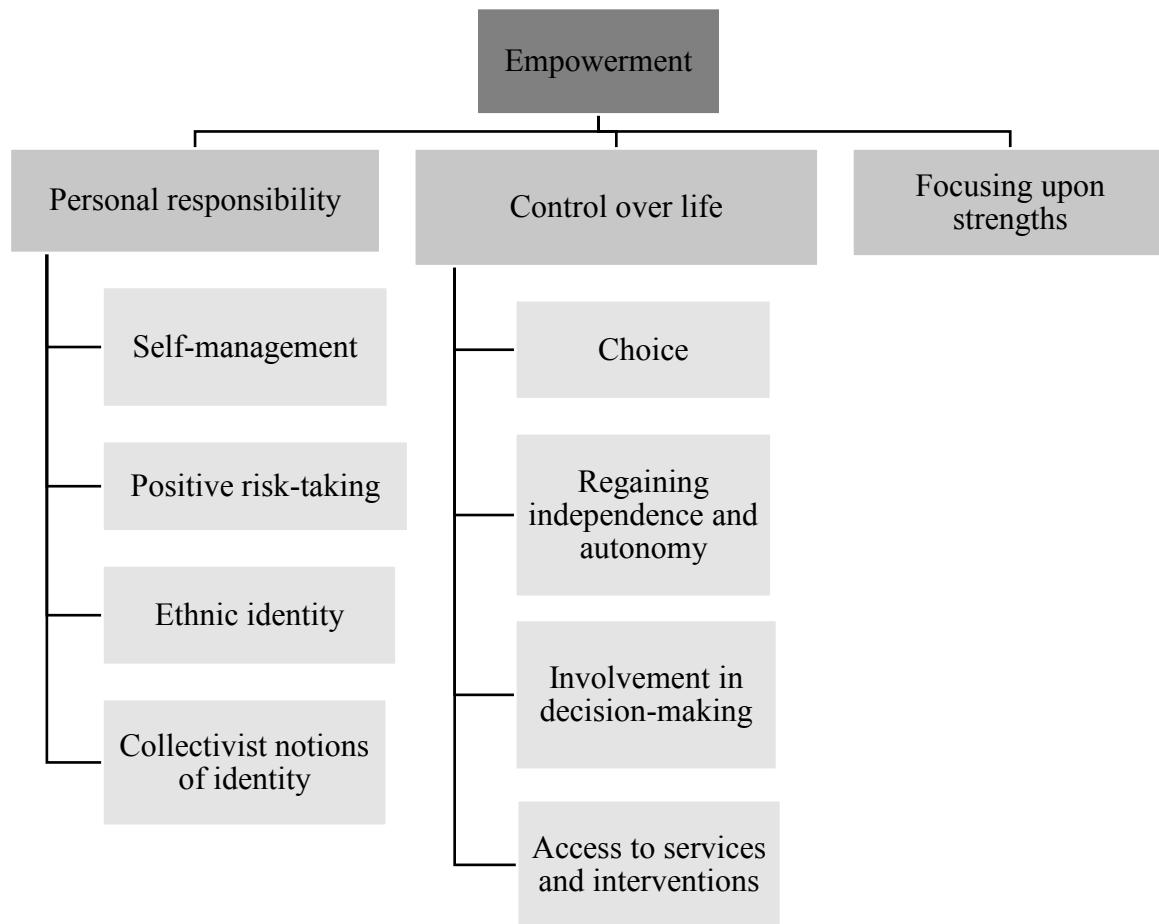 Empowerment
Personal responsibility
Control over life
Focusing upon
strengths
Self-management
Positive risk-taking
Ethnic identity
Collectivist notions
of identity
Choice
Regaining
independence and
autonomy
Involvement in
decision-making
Access to services
and interventions